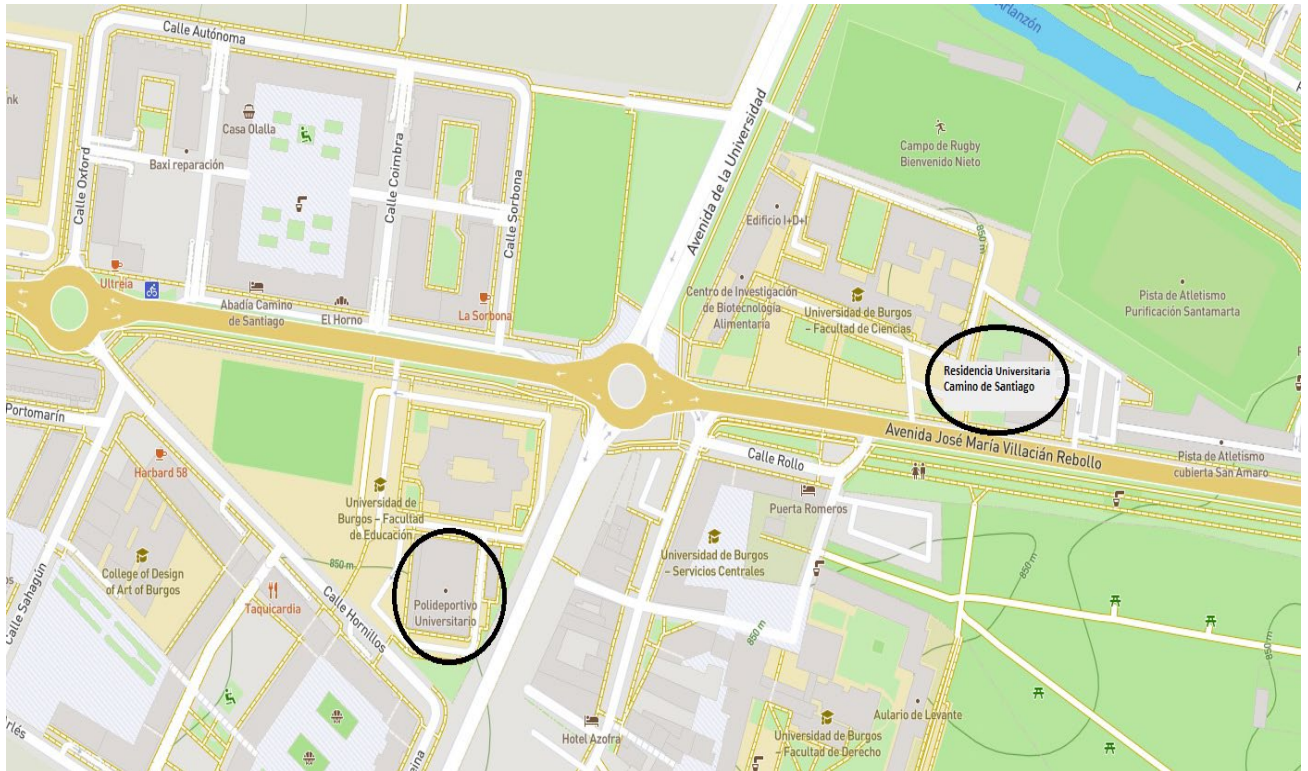 Calle Autónoma
Arlanzón
nk
Casa Olalla
Baxi reparación
Calle Oxford
Calle Coimbra
Calle Sorbona
Avenida de la Universidad
Campo de Rugby
Bienvenido Nieto
Edificio I+D+I
850 m
Centro de Investigación
de Biotecnología
Alimentaria
Universidad de Burgos
– Facultad de Ciencias
Pista de Atletismo
Purificación Santamarta
Ultreia
Abadía Camino
de Santiago
El Horno
La Sorbona
Residencia Universitaria
Camino de Santiago
Portomarín
Avenida José María Villacián Rebollo
Calle Rollo
Pista de Atletismo
cubierta San Amaro
Harbard 58
Puerta Romeros
Universidad de
Burgos – Facultad
de Educación
Universidad de Burgos
– Servicios Centrales
850 m
College of Design
of Art of Burgos
Calle Sahagún
Taquicardia
Calle Hornillos
Polideportivo
Universitario
850 m
850 m
850 m
Aulario de Levante
Hotel Azofra
Universidad de Burgos
– Facultad de Derecho
rlés
eina